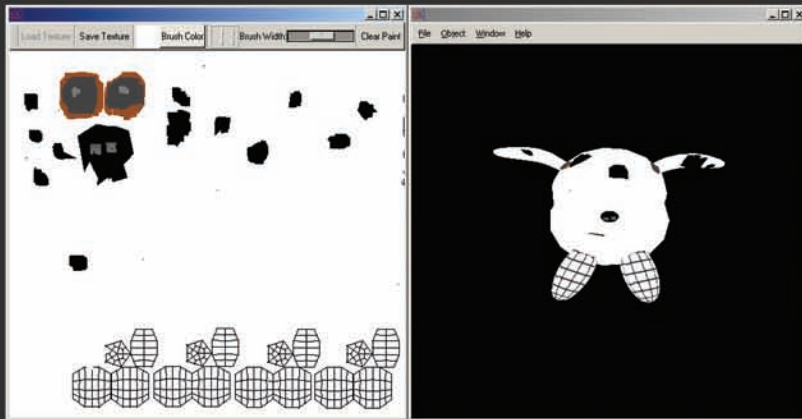 Load Texture Save Texture Brush Color Brush Width: Clear Paint
File Object Window Help